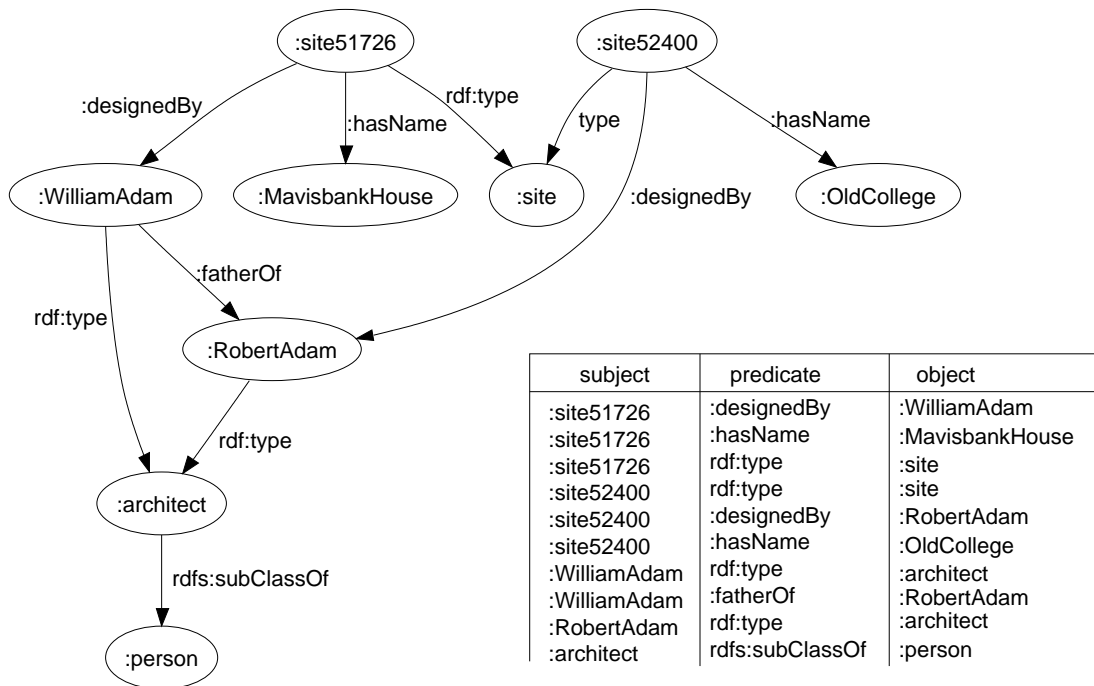 :site51726
:site52400
:designedBy
rdf:type
:hasName
type
:hasName
:WilliamAdam
:MavisbankHouse
:site
:designedBy
:OldCollege
:fatherOf
rdf:type
:RobertAdam
rdf:type
:architect
rdfs:subClassOf
:person
subject predicate object
:site51726 :designedBy :WilliamAdam
:site51726 :hasName :MavisbankHouse
:site51726 rdf:type :site
:site52400 rdf:type :site
:site52400 :designedBy :RobertAdam
:site52400 :hasName :OldCollege
:WilliamAdam rdf:type :architect
:WilliamAdam :fatherOf :RobertAdam
:RobertAdam rdf:type :architect
:architect rdfs:subClassOf :person